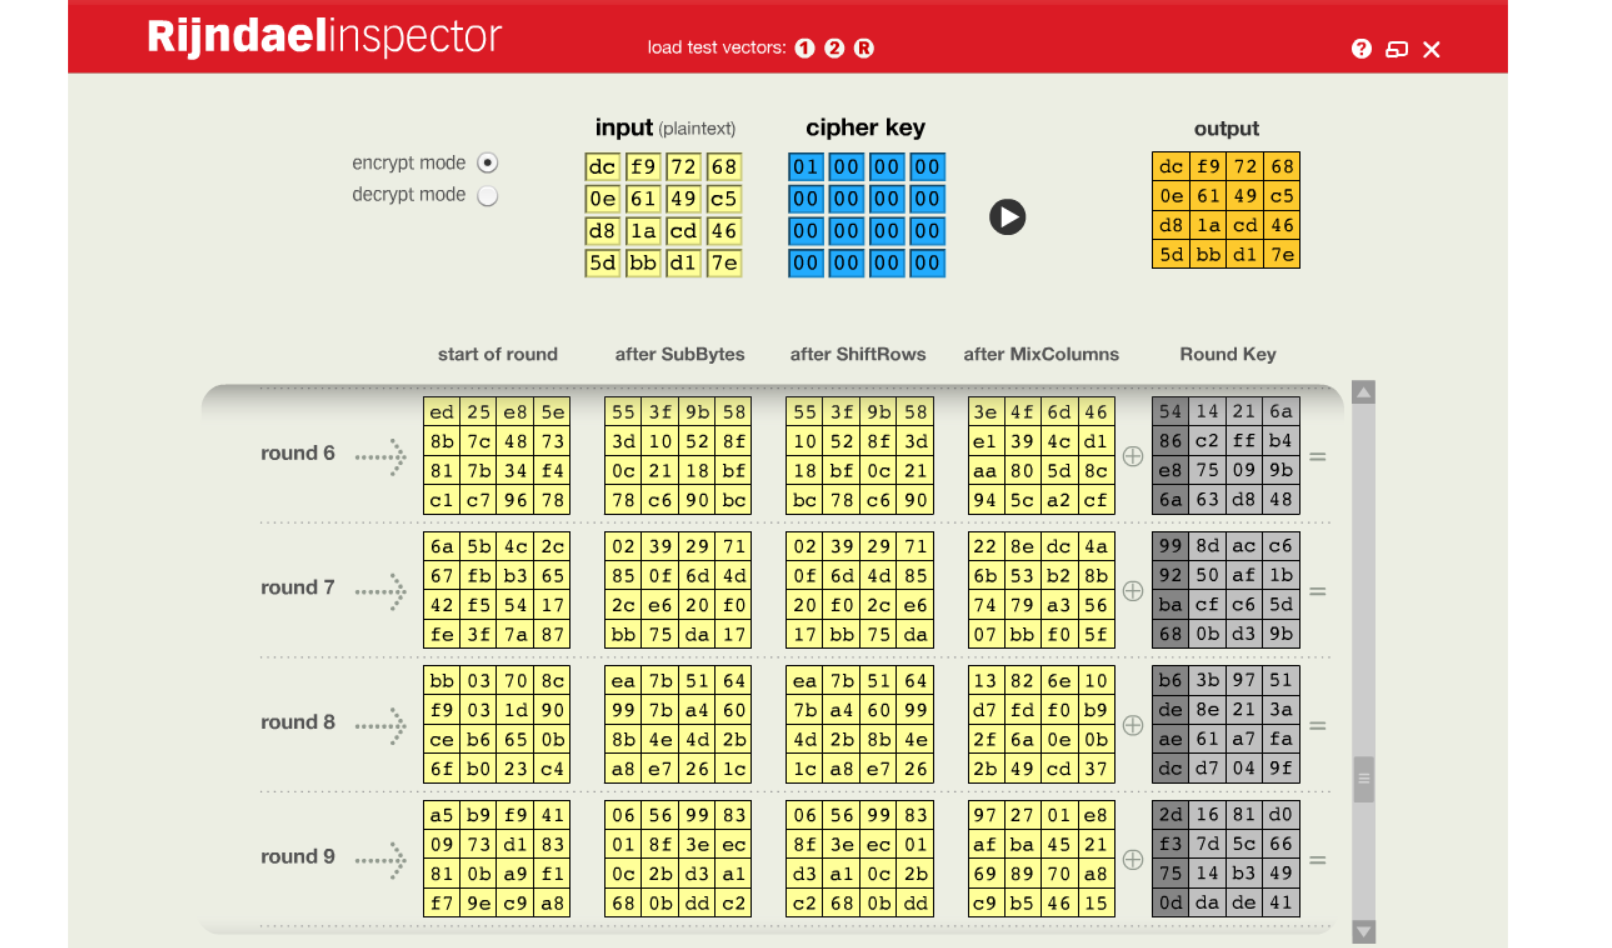 Rijndaelinspector
load test vectors: 1 2 R
? 
input (plaintext) cipher key output
encrypt mode
decrypt mode
dc f9 72 68 01 00 00 00 dc f9 72 68
0e 61 49 c5 00 00 00 00 0e 61 49 c5
d8 1a cd 46 00 00 00 00 d8 1a cd 46
5d bb d1 7e 00 00 00 00 5d bb d1 7e
start of round after SubBytes after ShiftRows after MixColumns Round Key
round 6
ed 25 e8 5e 55 3f 9b 58 55 3f 9b 58 3e 4f 6d 46 54 14 21 6a
8b 7c 48 73 3d 10 52 8f 10 52 8f 3d e1 39 4c d1 86 c2 ff b4
81 7b 34 f4 0c 21 18 bf 18 bf 0c 21 aa 80 5d 8c ⊕ e8 75 09 9b =
c1 c7 96 78 78 c6 90 bc bc 78 c6 90 94 5c a2 cf 6a 63 d8 48
round 7
6a 5b 4c 2c 02 39 29 71 02 39 29 71 22 8e dc 4a 99 8d ac c6
67 fb b3 65 85 0f 6d 4d 0f 6d 4d 85 6b 53 b2 8b 92 50 af 1b
42 f5 54 17 2c e6 20 f0 20 f0 2c e6 74 79 a3 56 ⊕ ba cf c6 5d =
fe 3f 7a 87 bb 75 da 17 17 bb 75 da 07 bb f0 5f 68 0b d3 9b
round 8
bb 03 70 8c ea 7b 51 64 ea 7b 51 64 13 82 6e 10 b6 3b 97 51
f9 03 1d 90 99 7b a4 60 7b a4 60 99 d7 fd f0 b9 de 8e 21 3a
ce b6 65 0b 8b 4e 4d 2b 4d 2b 8b 4e 2f 6a 0e 0b ⊕ ae 61 a7 fa =
6f b0 23 c4 a8 e7 26 1c 1c a8 e7 26 2b 49 cd 37 dc d7 04 9f
round 9
a5 b9 f9 41 06 56 99 83 06 56 99 83 97 27 01 e8 2d 16 81 d0
09 73 d1 83 01 8f 3e ec 8f 3e ec 01 af ba 45 21 f3 7d 5c 66
81 0b a9 f1 0c 2b d3 a1 d3 a1 0c 2b 69 89 70 a8 ⊕ 75 14 b3 49 =
f7 9e c9 a8 68 0b dd c2 c2 68 0b dd c9 b5 46 15 0d da de 41